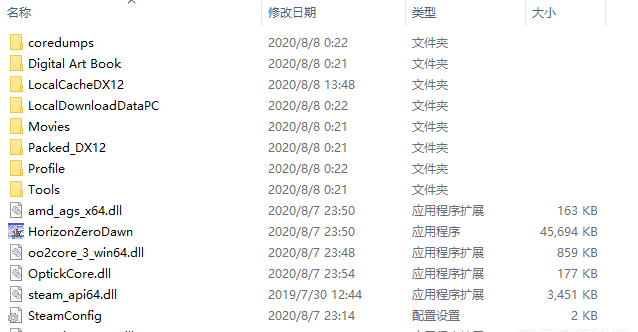 名称 修改日期 类型 大小
coredumps 2020/8/8 0:22 文件夹
Digital Art Book 2020/8/8 0:21 文件夹
LocalCacheDX12 2020/8/8 13:48 文件夹
LocalDownloadDataPC 2020/8/8 0:22 文件夹
Movies 2020/8/8 0:21 文件夹
Packed_DX12 2020/8/8 0:21 文件夹
Profile 2020/8/8 0:22 文件夹
Tools 2020/8/8 0:21 文件夹
amd_ags_x64.dll 2020/8/7 23:50 应用程序扩展 163 KB
HorizonZeroDawn 2020/8/7 23:50 应用程序 45,694 KB
oo2core_3_win64.dll 2020/8/7 23:48 应用程序扩展 859 KB
OptickCore.dll 2020/8/7 23:54 应用程序扩展 177 KB
steam_api64.dll 2019/7/30 12:44 应用程序扩展 3,451 KB
SteamConfig 2020/8/7 23:14 配置设置 2 KB